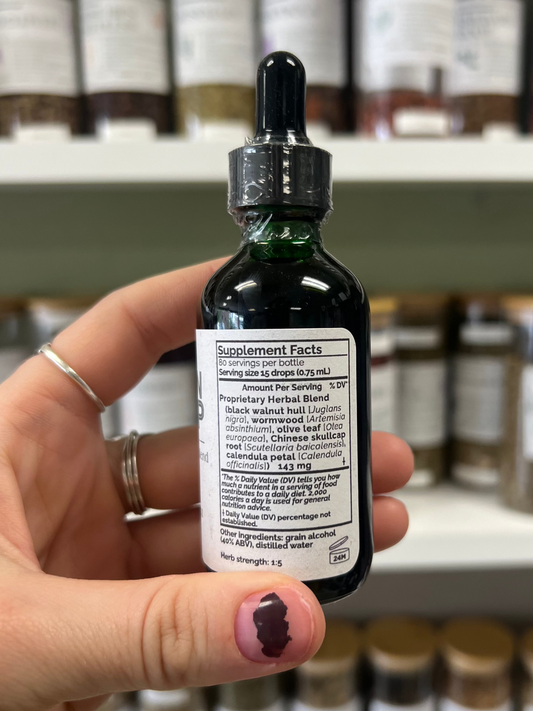 Supplement Facts
80 servings per bottle
Serving size 15 drops (0.75 mL)
Amount Per Serving % DV*
Proprietary Herbal Blend
(black walnut hull [Juglans
nigra], wormwood [Artemisia
absinthium], olive leaf [Olea
europaea], Chinese skullcap
root [Scutellaria baicalensis],
calendula petal [Calendula
officinalis]) 143 mg †
*The % Daily Value (DV) tells you how
much a nutrient in a serving of food
contributes to a daily diet. 2,000
calories a day is used for general
nutrition advice.
† Daily Value (DV) percentage not
established.
Other ingredients: grain alcohol
(40% ABV), distilled water
Herb strength: 1:5
24M